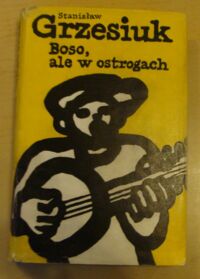 Stanisław
Grzesiuk
Boso,
ale w ostrogach